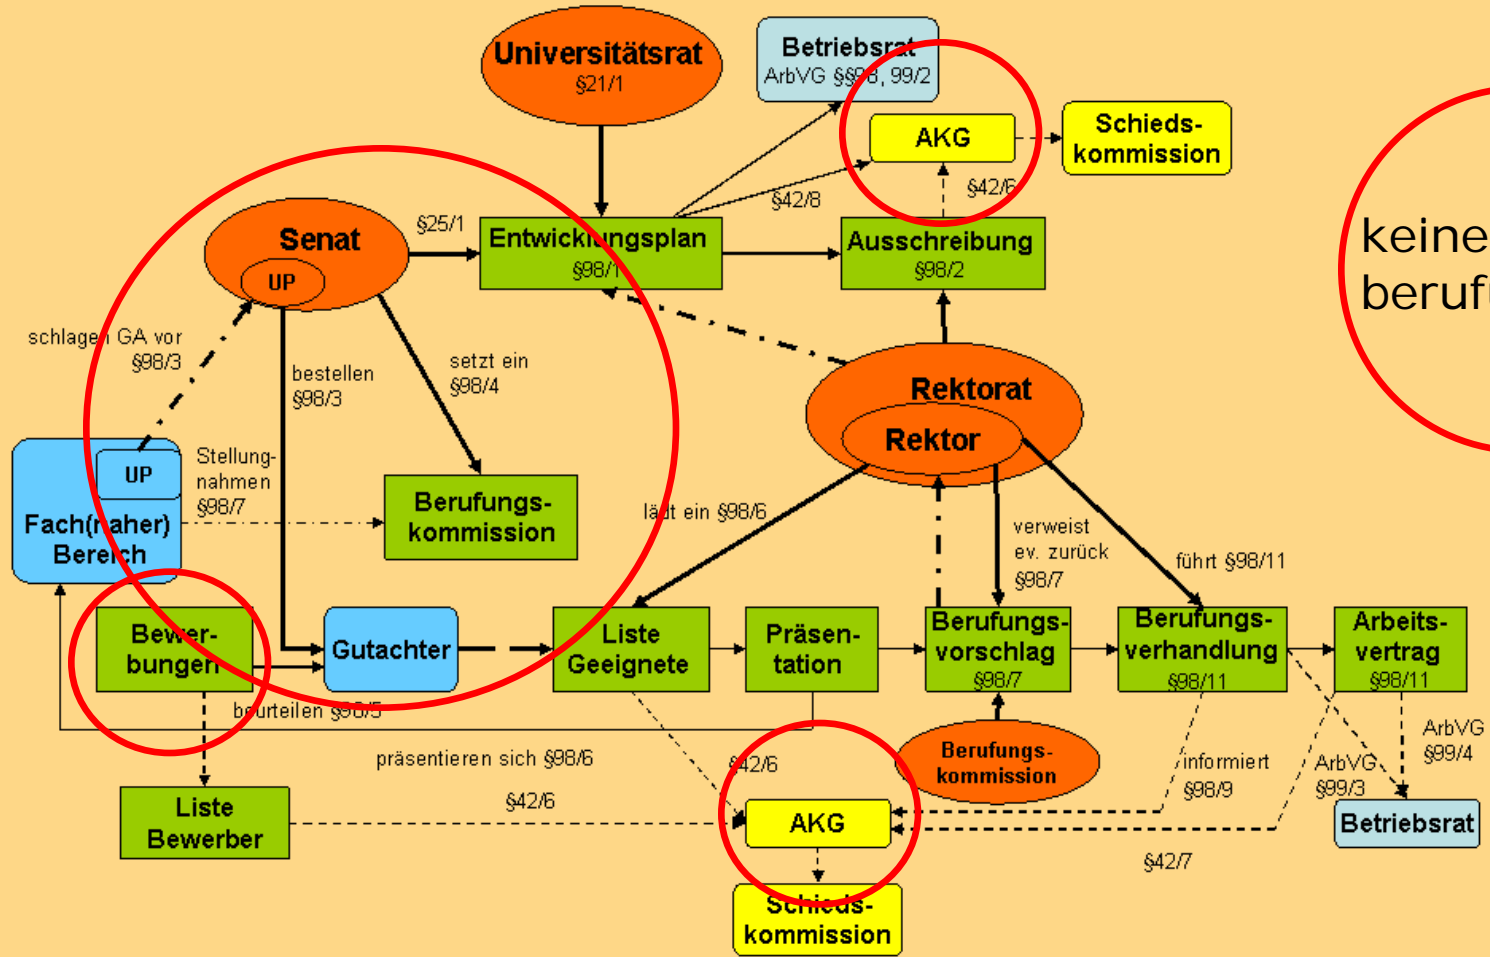 Universitätsrat
§21/1
Betriebsrat
ArbVG §§98, 99/2
AKG
Schieds-
kommission
§42/8
§42/6
§25/1
Senat
UP
Entwicklungsplan
§98/1
Ausschreibung
§98/2
keine
schlagen GA vor
§98/3
bestellen
§98/3
setzt ein
§98/4
Rektorat
Rektor
UP
Fach(naher)
Bereich
Stellung-
nahmen
§98/7
Berufungs-
kommission
lädt ein §98/6
verweist
ev. zurück
§98/7
führt §98/11
Bewer-
bungen
Gutachter
Liste
Geeignete
Präsen-
tation
Berufungs-
vorschlag
§98/7
Berufungs-
verhandlung
§98/11
Arbeits-
vertrag
§98/11
beurteilen §98/5
präsentieren sich §98/6
§42/6
Berufungs-
kommission
informiert
§98/9
ArbVG
§99/3
ArbVG
§99/4
Liste
Bewerber
§42/6
AKG
Betriebsrat
§42/7
Schieds-
kommission